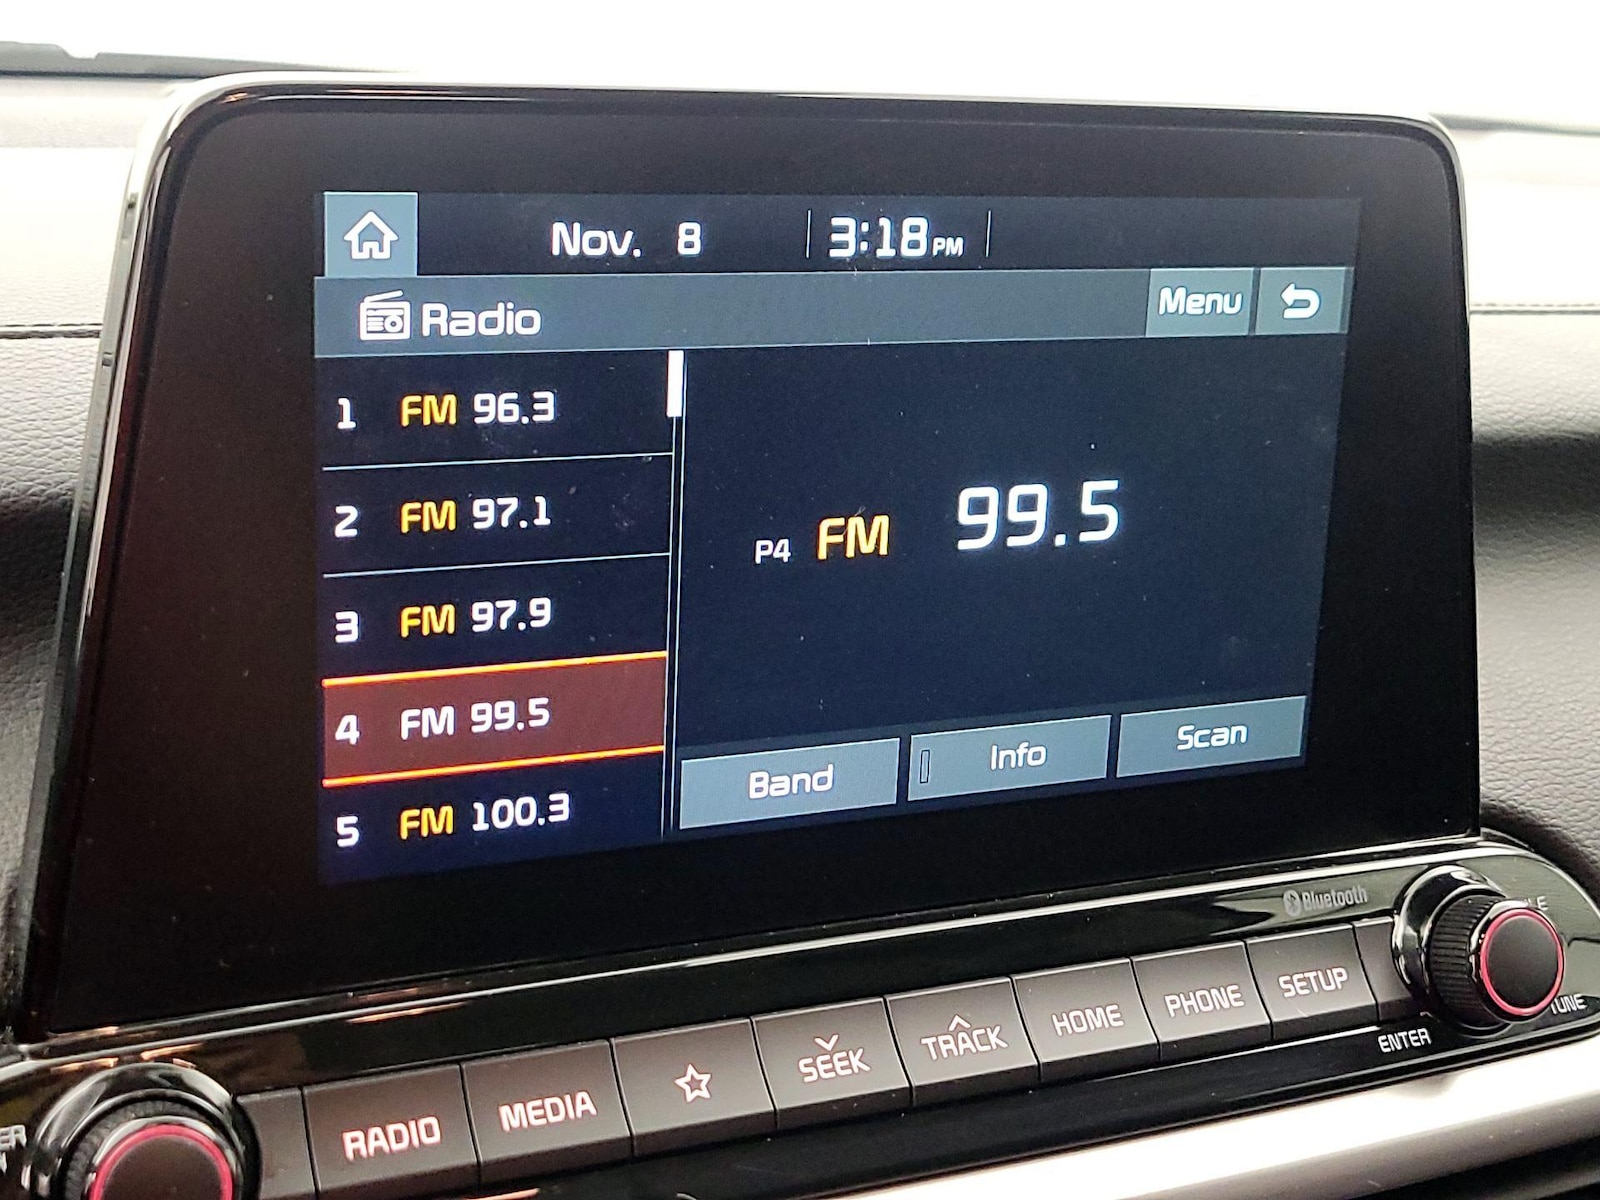 Nov. 8 3:18 PM
Radio Menu
1 FM 96.3
2 FM 97.1
3 FM 97.9
4 FM 99.5
5 FM 100.3
P4 FM 99.5
Band Info Scan
Bluetooth
RADIO MEDIA SEEK TRACK HOME PHONE SETUP
ENTER
TUNE